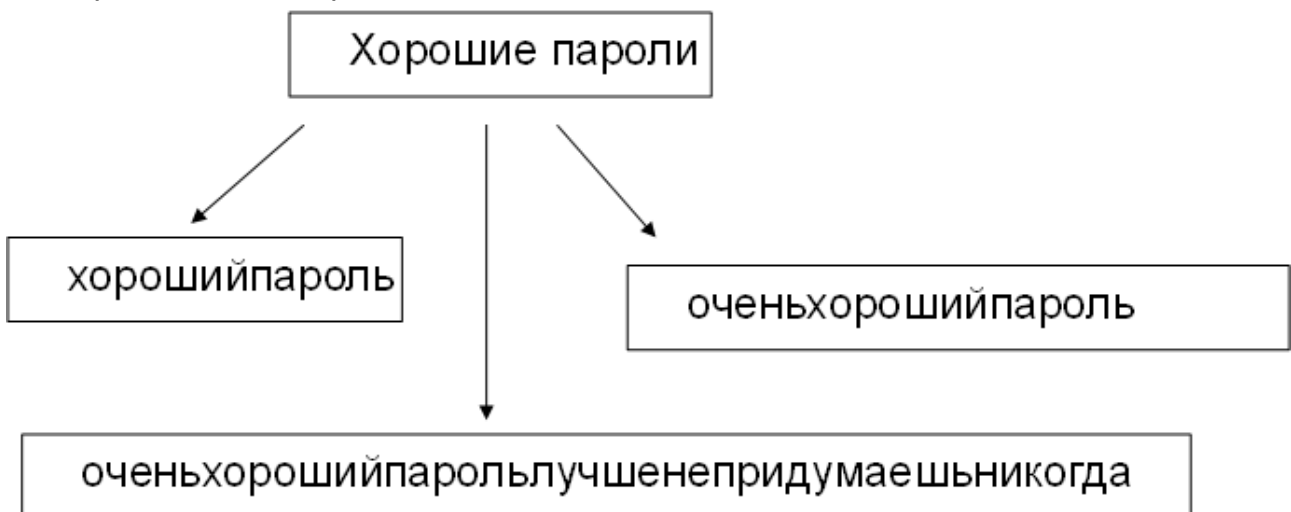 Хорошие пароли
хорошийпароль
оченьхорошийпароль
оченьхорошийпарольлучшенепридумаешьникогда